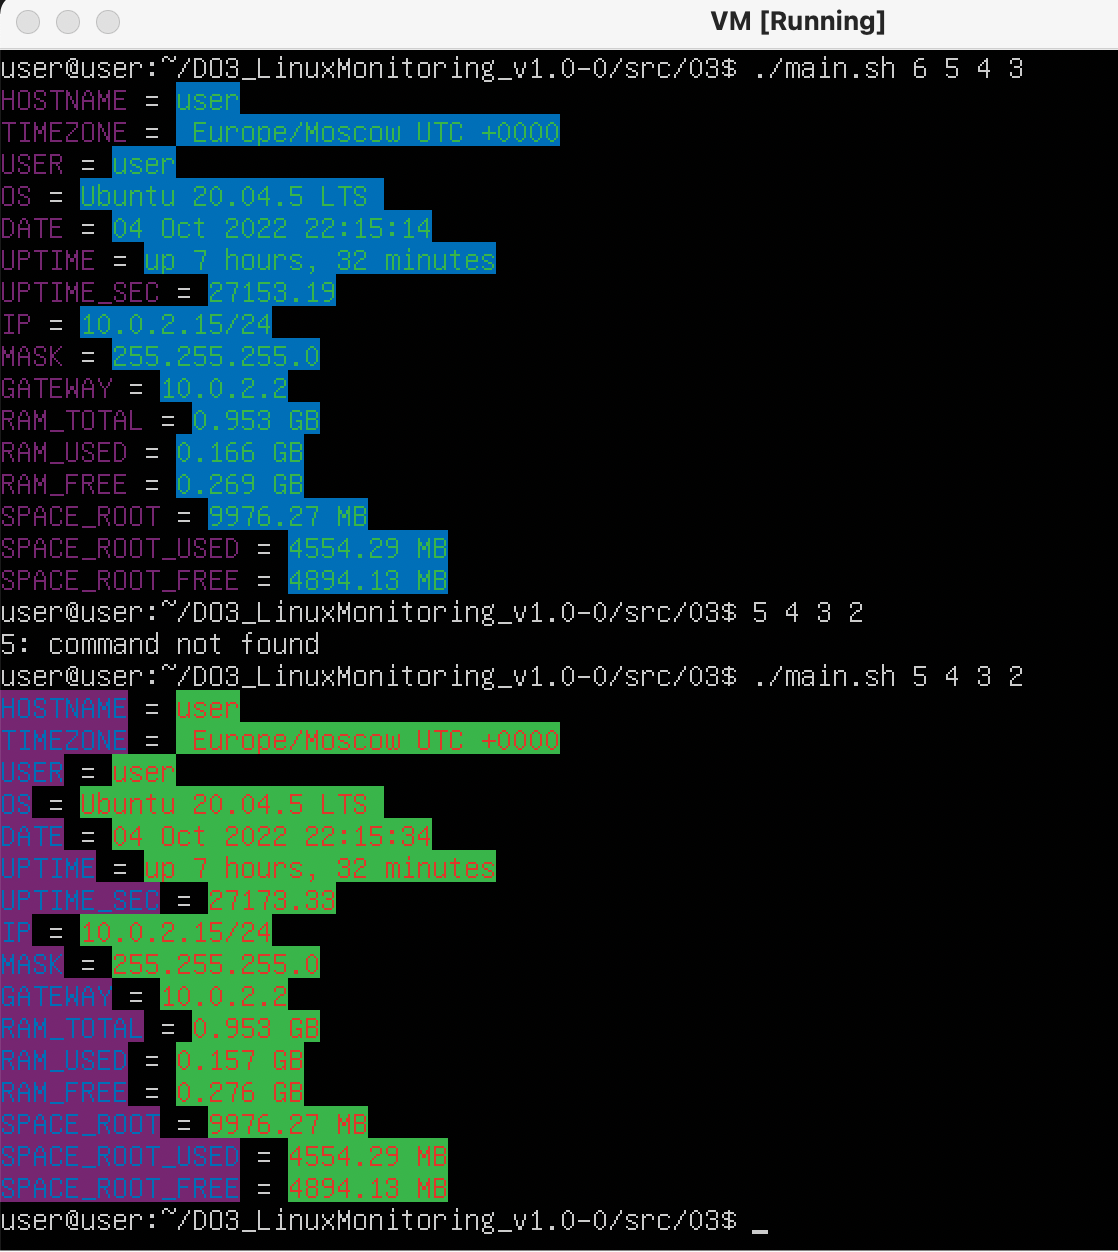 VM [Running]
user@user:~/DO3_LinuxMonitoring_v1.0-0/src/03$ ./main.sh 6 5 4 3
HOSTNAME = user
TIMEZONE =  Europe/Moscow UTC +0000
USER = user
OS = Ubuntu 20.04.5 LTS
DATE = 04 Oct 2022 22:15:14
UPTIME = up 7 hours, 32 minutes
UPTIME_SEC = 27153.19
IP = 10.0.2.15/24
MASK = 255.255.255.0
GATEWAY = 10.0.2.2
RAM_TOTAL = 0.953 GB
RAM_USED = 0.166 GB
RAM_FREE = 0.269 GB
SPACE_ROOT = 9976.27 MB
SPACE_ROOT_USED = 4554.29 MB
SPACE_ROOT_FREE = 4894.13 MB
user@user:~/DO3_LinuxMonitoring_v1.0-0/src/03$ 5 4 3 2
5: command not found
user@user:~/DO3_LinuxMonitoring_v1.0-0/src/03$ ./main.sh 5 4 3 2
HOSTNAME = user
TIMEZONE =  Europe/Moscow UTC +0000
USER = user
OS = Ubuntu 20.04.5 LTS
DATE = 04 Oct 2022 22:15:34
UPTIME = up 7 hours, 32 minutes
UPTIME_SEC = 27173.33
IP = 10.0.2.15/24
MASK = 255.255.255.0
GATEWAY = 10.0.2.2
RAM_TOTAL = 0.953 GB
RAM_USED = 0.157 GB
RAM_FREE = 0.276 GB
SPACE_ROOT = 9976.27 MB
SPACE_ROOT_USED = 4554.29 MB
SPACE_ROOT_FREE = 4894.13 MB
user@user:~/DO3_LinuxMonitoring_v1.0-0/src/03$ _